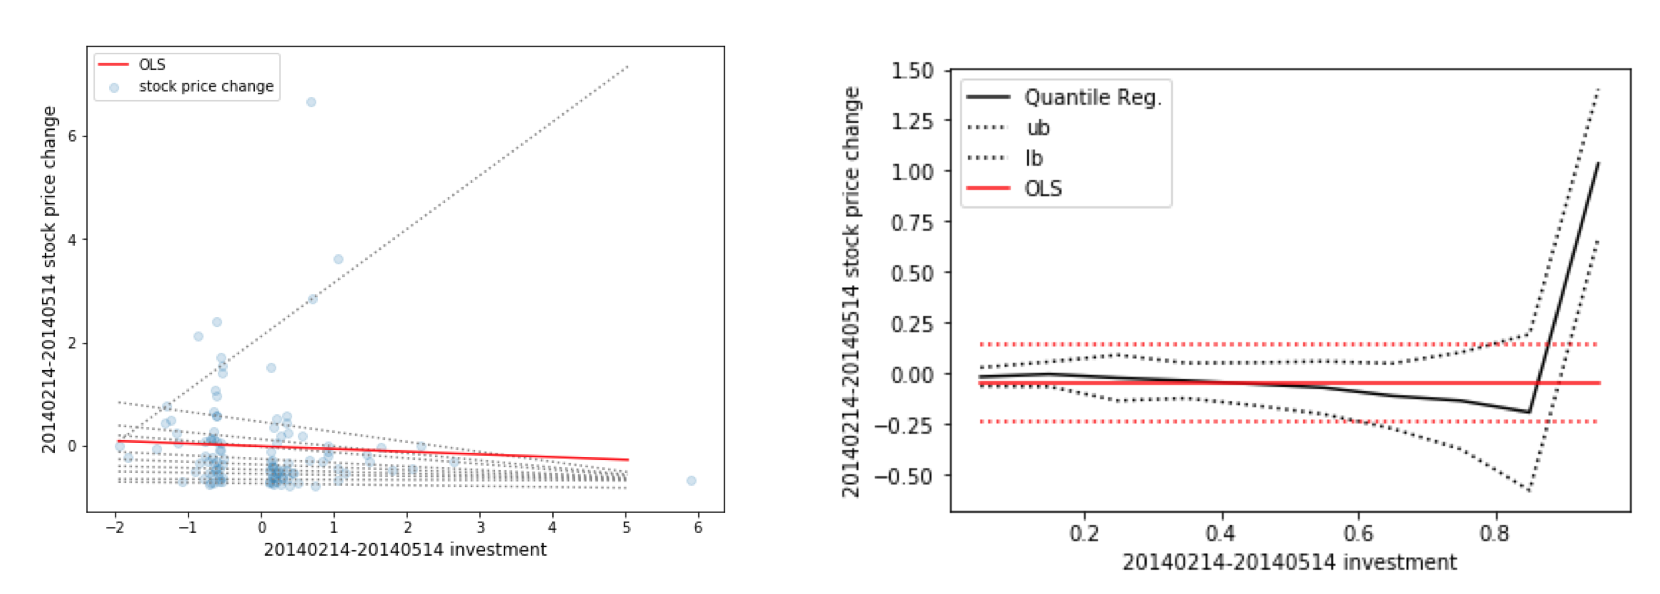 OLS
stock price change
20140214-20140514 stock price change
6
4
2
0
−2 −1 0 1 2 3 4 5 6
20140214-20140514 investment
Quantile Reg.
ub
lb
OLS
20140214-20140514 stock price change
1.50
1.25
1.00
0.75
0.50
0.25
0.00
−0.25
−0.50
0.2 0.4 0.6 0.8
20140214-20140514 investment